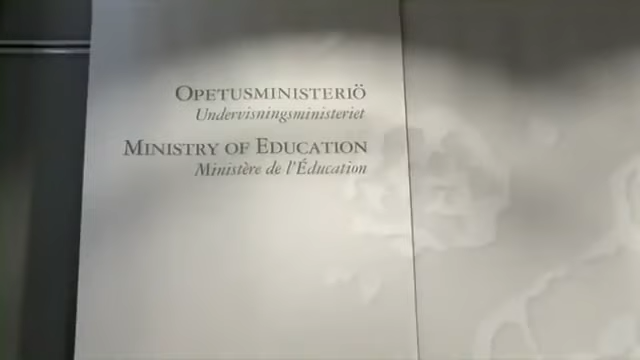 OPETUSMINISTERIÖ
Undervisningsministeriet
MINISTRY OF EDUCATION
Ministère de l'Éducation